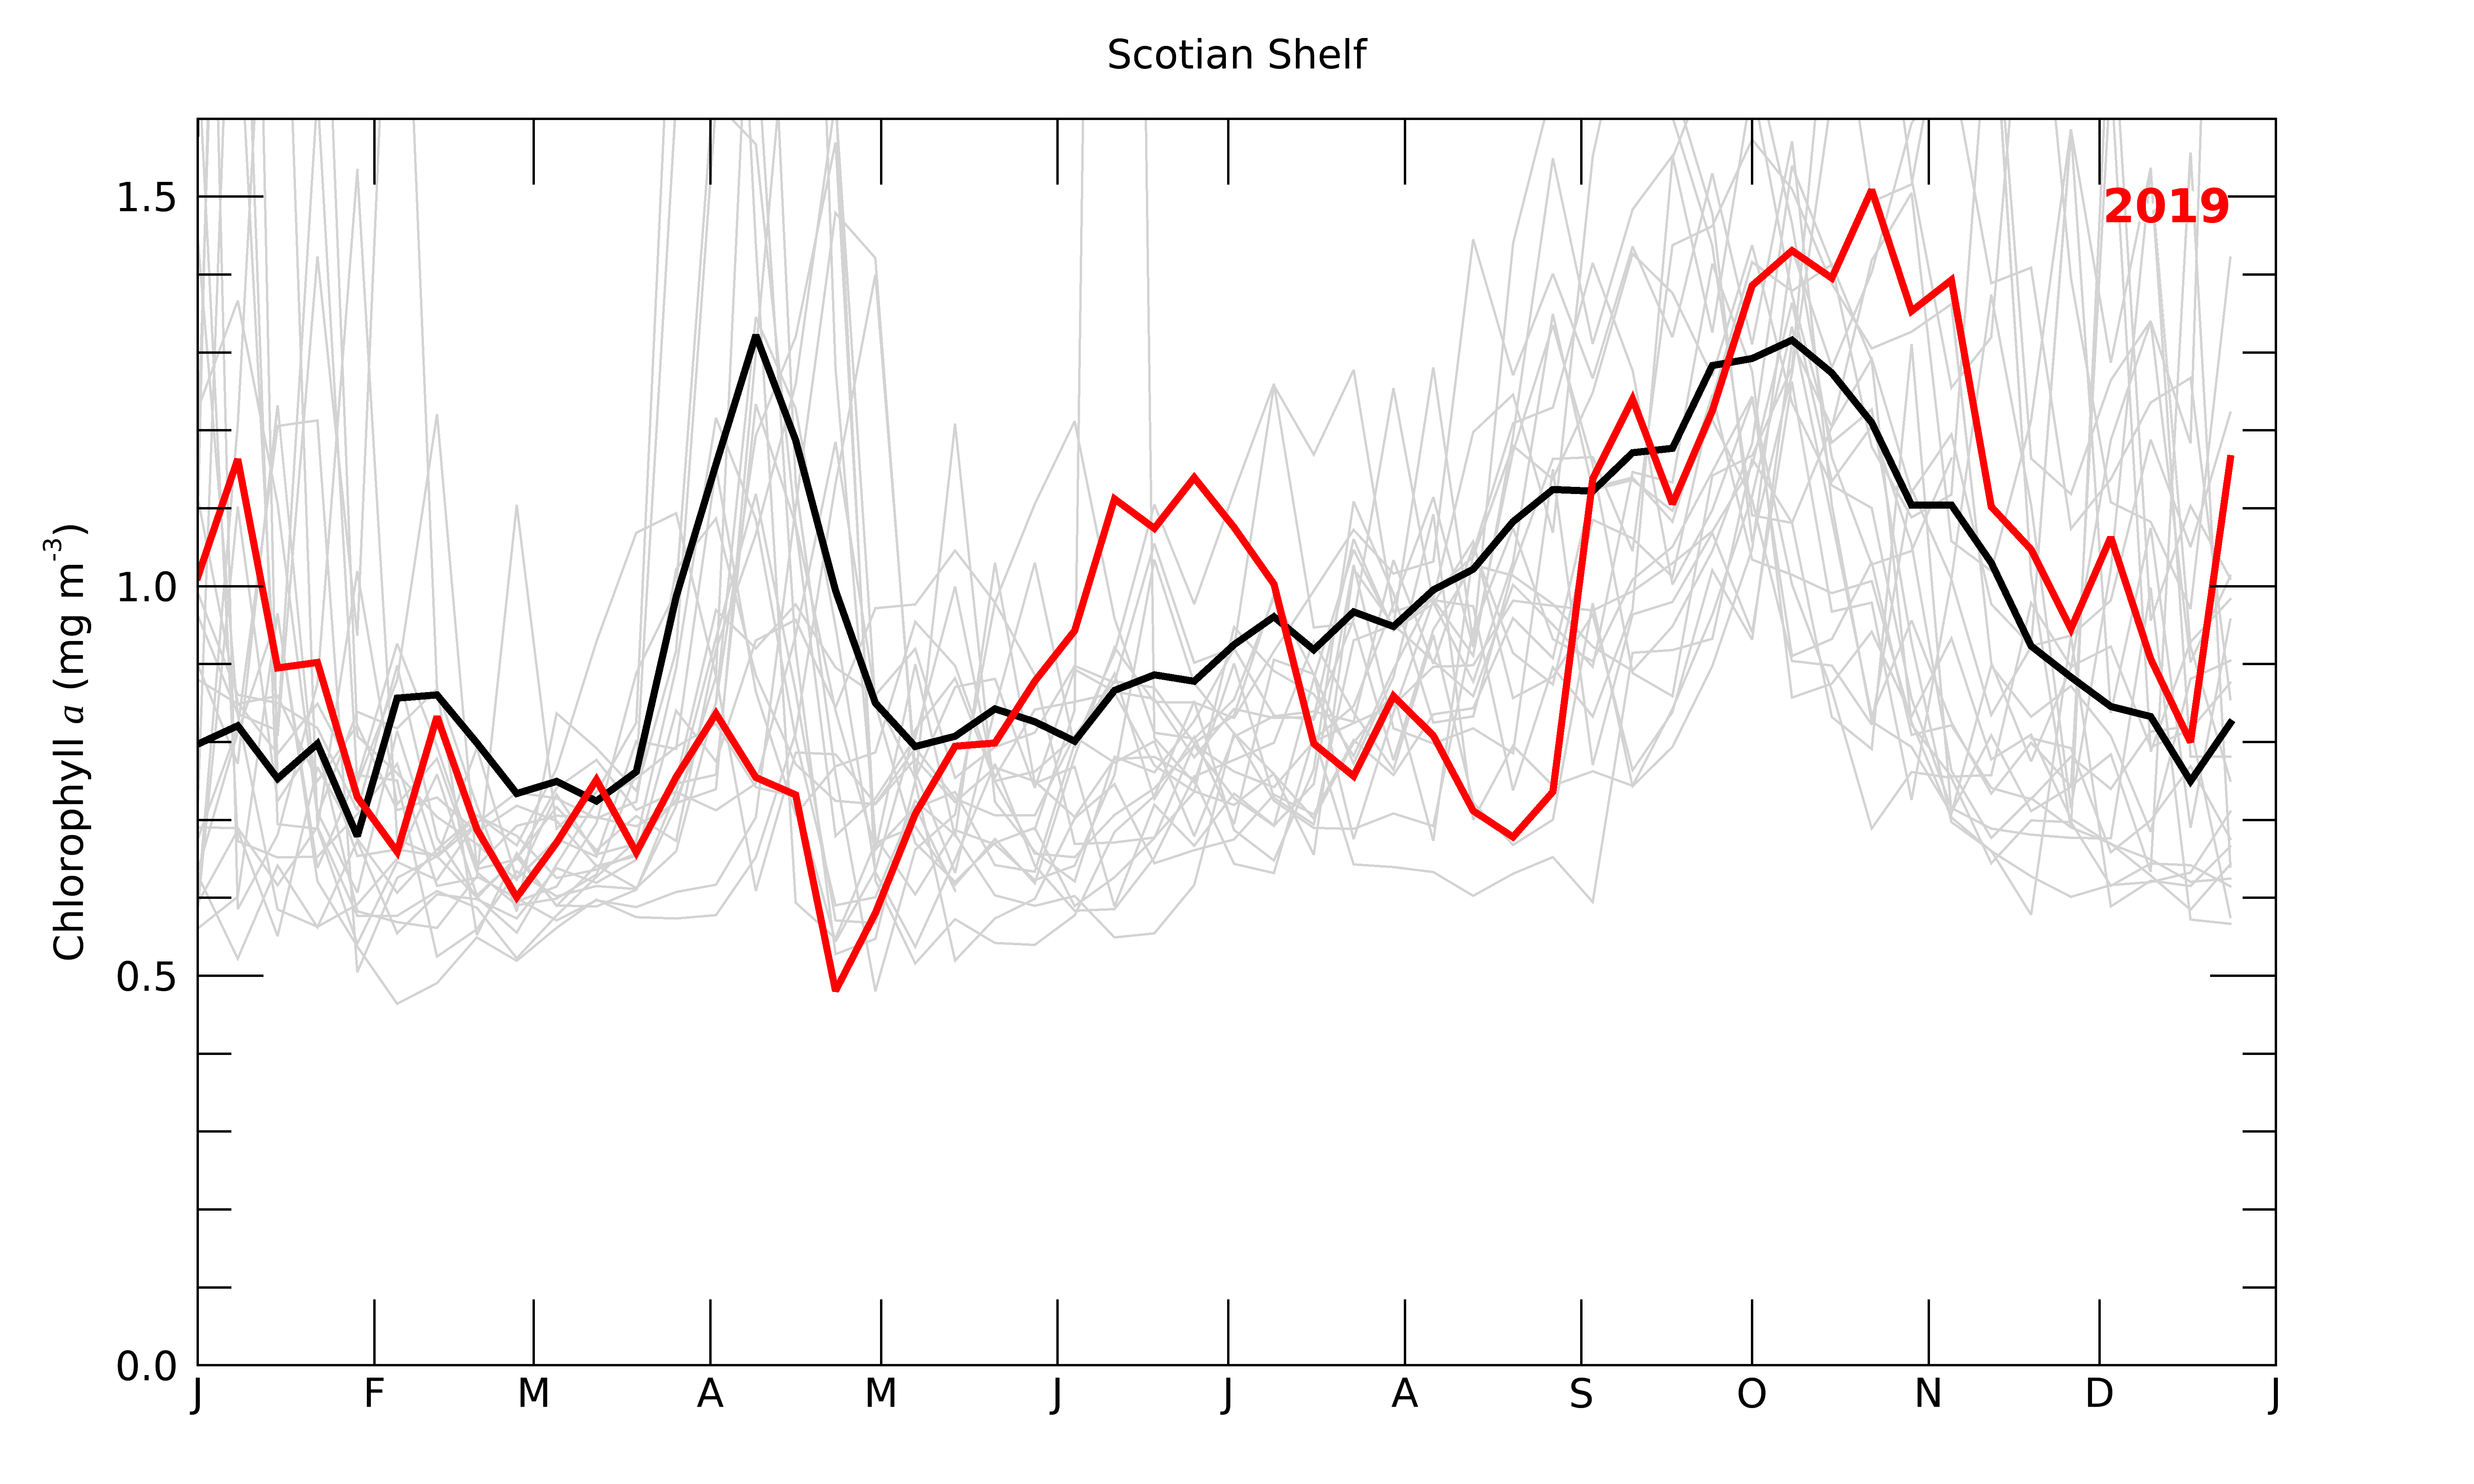 Scotian Shelf
2019
Chlorophyll a (mg m⁻³)
1.5
1.0
0.5
0.0
J F M A M J J A S O N D J